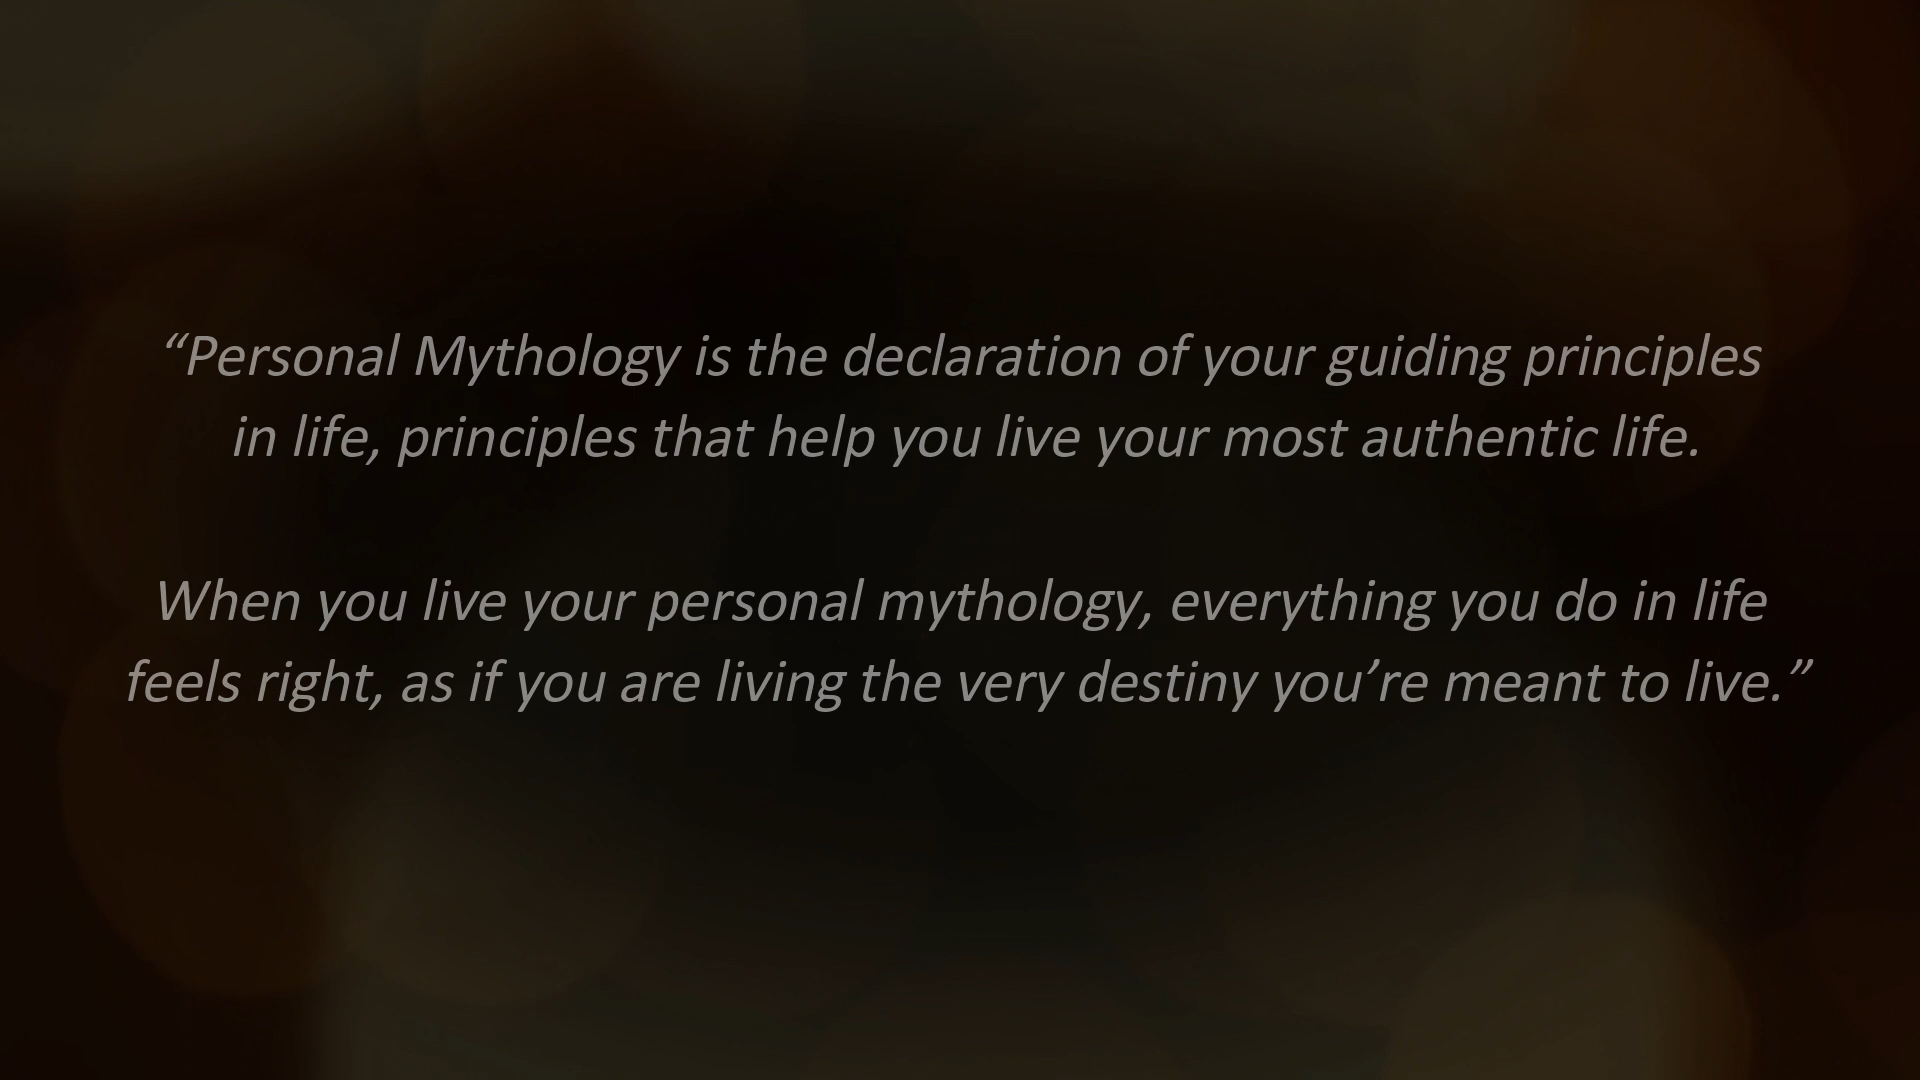 “Personal Mythology is the declaration of your guiding principles
in life, principles that help you live your most authentic life.
When you live your personal mythology, everything you do in life
feels right, as if you are living the very destiny you’re meant to live.”